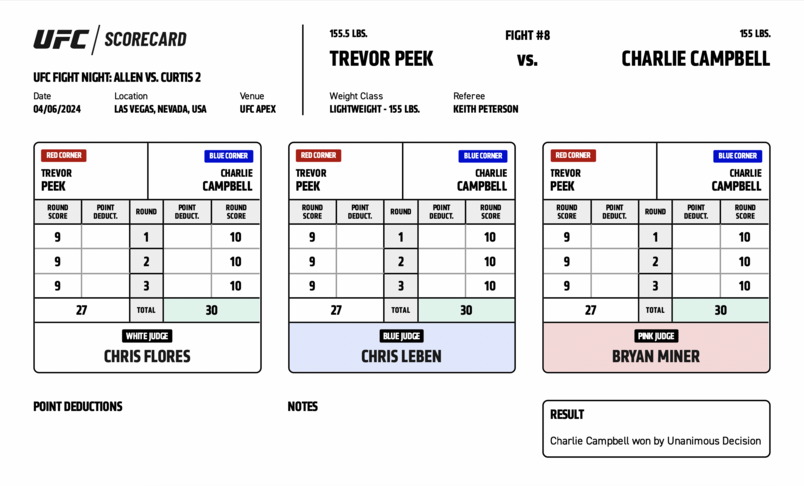 UFC SCORECARD
UFC FIGHT NIGHT: ALLEN VS. CURTIS 2
Date Location Venue
04/06/2024 LAS VEGAS, NEVADA, USA UFC APEX
155.5 LBS. FIGHT #8 155 LBS.
TREVOR PEEK VS. CHARLIE CAMPBELL
Weight Class Referee
LIGHTWEIGHT - 155 LBS. KEITH PETERSON
RED CORNER BLUE CORNER
TREVOR CHARLIE
PEEK CAMPBELL
ROUND SCORE POINT DEDUCT. ROUND POINT DEDUCT. ROUND SCORE
9 1 10
9 2 10
9 3 10
27 TOTAL 30
WHITE JUDGE
CHRIS FLORES
RED CORNER BLUE CORNER
TREVOR CHARLIE
PEEK CAMPBELL
ROUND SCORE POINT DEDUCT. ROUND POINT DEDUCT. ROUND SCORE
9 1 10
9 2 10
9 3 10
27 TOTAL 30
BLUE JUDGE
CHRIS LEBEN
RED CORNER BLUE CORNER
TREVOR CHARLIE
PEEK CAMPBELL
ROUND SCORE POINT DEDUCT. ROUND POINT DEDUCT. ROUND SCORE
9 1 10
9 2 10
9 3 10
27 TOTAL 30
PINK JUDGE
BRYAN MINER
POINT DEDUCTIONS
NOTES
RESULT
Charlie Campbell won by Unanimous Decision